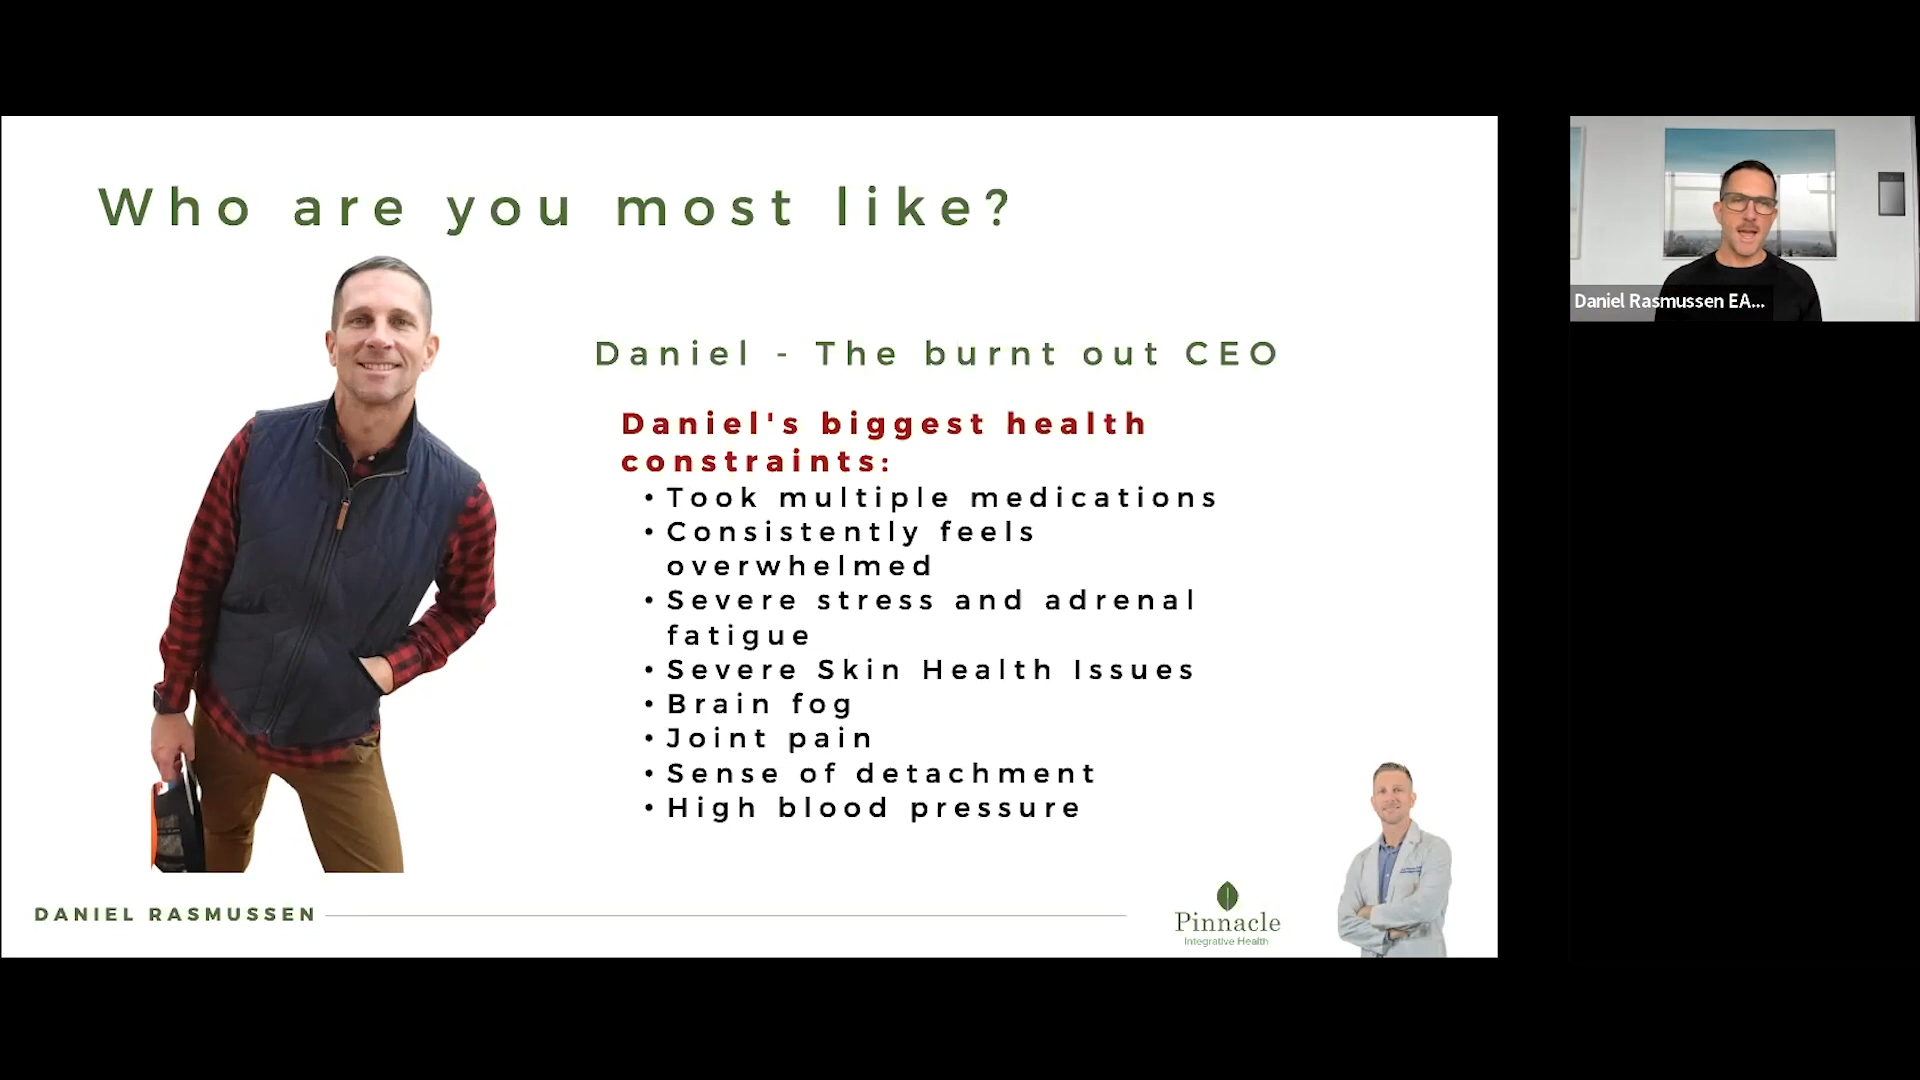 Who are you most like?
Daniel - The burnt out CEO
Daniel's biggest health
constraints:
• Took multiple medications
• Consistently feels
overwhelmed
• Severe stress and adrenal
fatigue
• Severe Skin Health Issues
• Brain fog
• Joint pain
• Sense of detachment
• High blood pressure
DANIEL RASMUSSEN
Pinnacle
Integrative Health
Daniel Rasmussen EA...